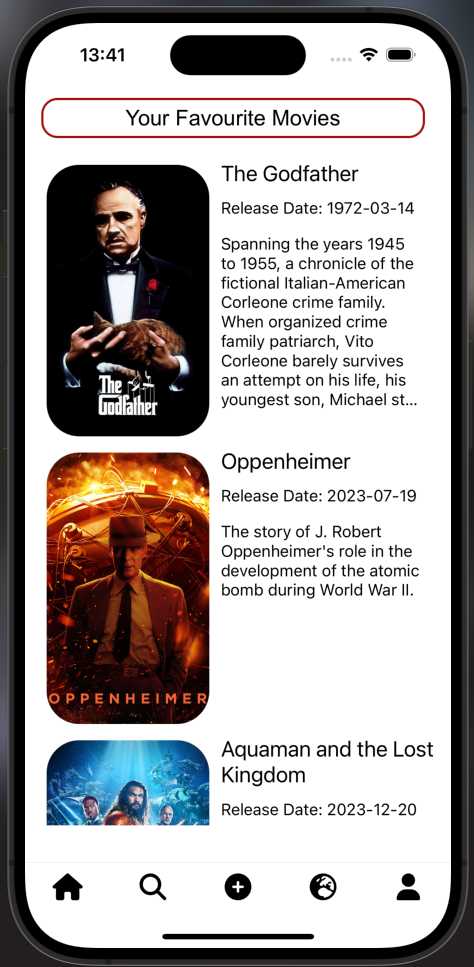 13:41
Your Favourite Movies
The Godfather
Release Date: 1972-03-14
Spanning the years 1945
to 1955, a chronicle of the
fictional Italian-American
Corleone crime family.
When organized crime
family patriarch, Vito
Corleone barely survives
an attempt on his life, his
youngest son, Michael st...
The
Godfather
Oppenheimer
Release Date: 2023-07-19
The story of J. Robert
Oppenheimer's role in the
development of the atomic
bomb during World War II.
OPPENHEIMER
Aquaman and the Lost
Kingdom
Release Date: 2023-12-20